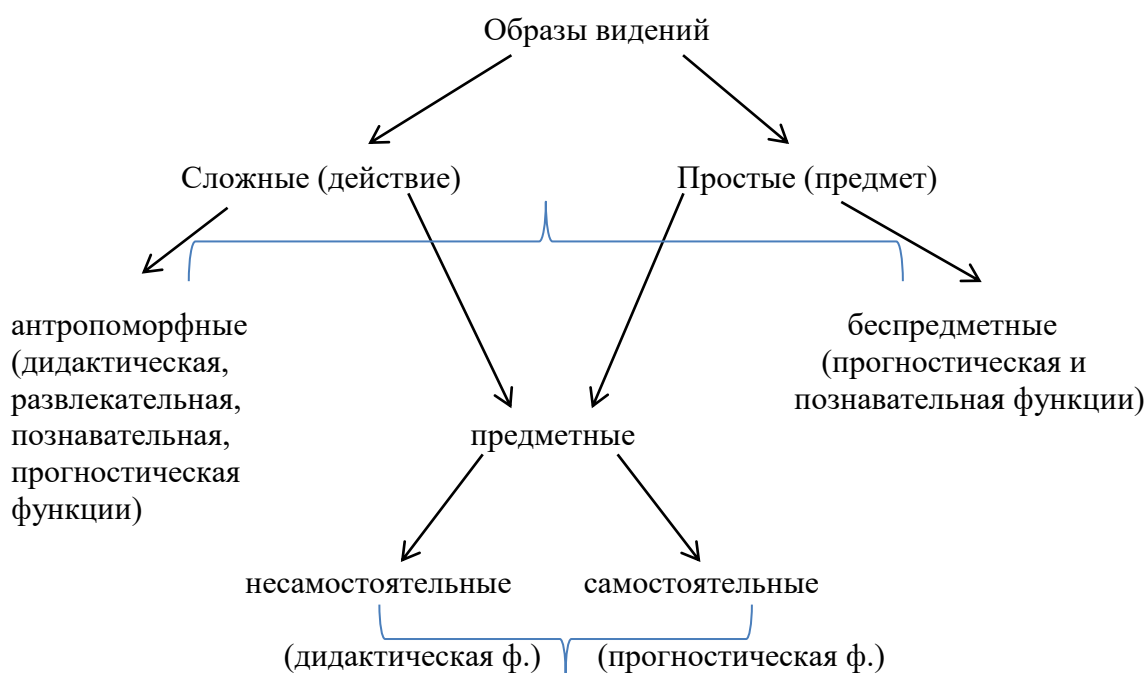 Образы видений
Сложные (действие)
Простые (предмет)
антропоморфные
(дидактическая,
развлекательная,
познавательная,
прогностическая
функции)
беспредметные
(прогностическая и
познавательная функции)
предметные
несамостоятельные
самостоятельные
(дидактическая ф.)
(прогностическая ф.)